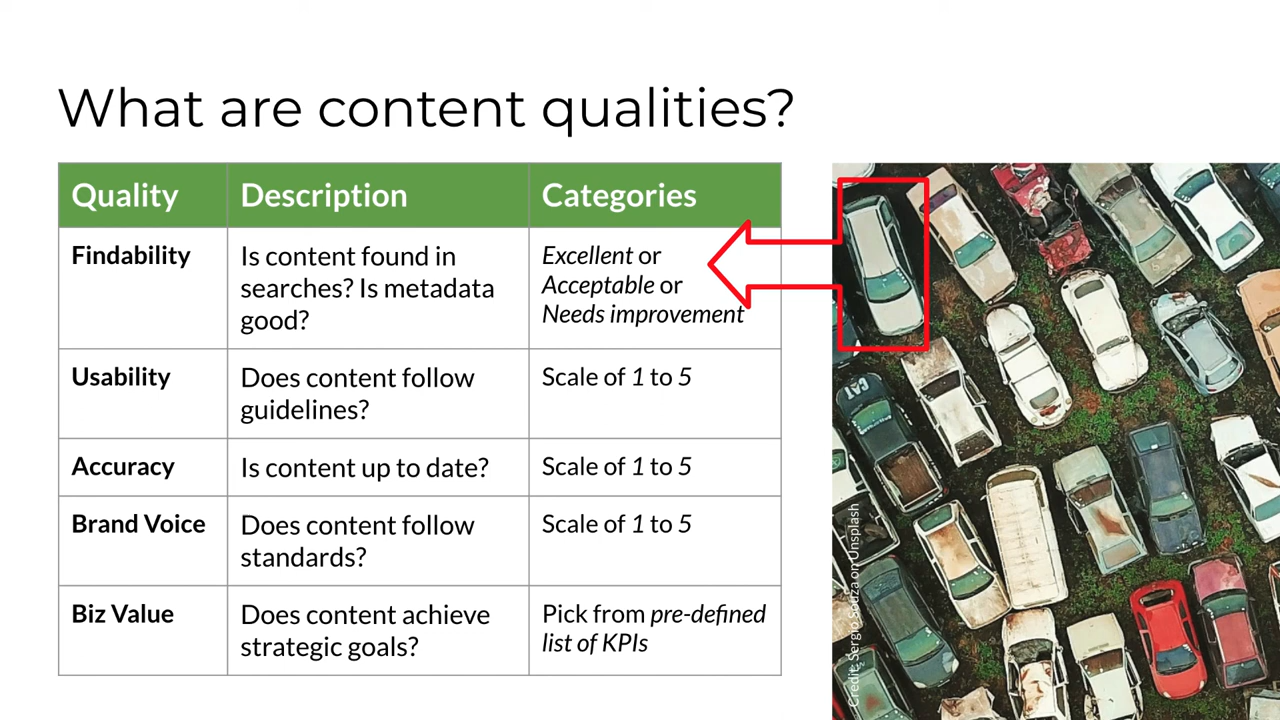 What are content qualities?
Quality
Description
Categories
Findability
Is content found in
searches? Is metadata
good?
Excellent or
Acceptable or
Needs improvement
Usability
Does content follow
guidelines?
Scale of 1 to 5
Accuracy
Is content up to date?
Scale of 1 to 5
Brand Voice
Does content follow
standards?
Scale of 1 to 5
Biz Value
Does content achieve
strategic goals?
Pick from pre-defined
list of KPIs
Credit: Sergio Souza on Unsplash